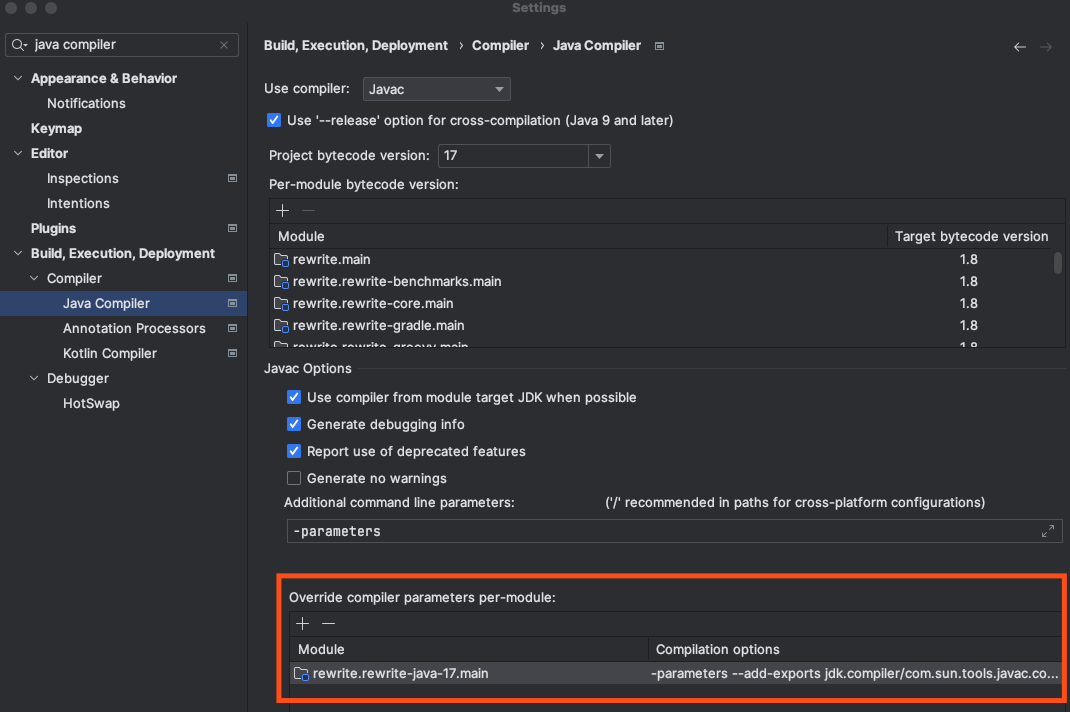 Settings
java compiler
Appearance & Behavior
Notifications
Keymap
Editor
Inspections
Intentions
Plugins
Build, Execution, Deployment
Compiler
Java Compiler
Annotation Processors
Kotlin Compiler
Debugger
HotSwap
Build, Execution, Deployment › Compiler › Java Compiler
Use compiler: Javac
Use '--release' option for cross-compilation (Java 9 and later)
Project bytecode version: 17
Per-module bytecode version:
Module Target bytecode version
rewrite.main 1.8
rewrite.rewrite-benchmarks.main 1.8
rewrite.rewrite-core.main 1.8
rewrite.rewrite-gradle.main 1.8
rewrite.rewrite-groovy.main 1.8
Javac Options
Use compiler from module target JDK when possible
Generate debugging info
Report use of deprecated features
Generate no warnings
Additional command line parameters: ('/' recommended in paths for cross-platform configurations)
-parameters
Override compiler parameters per-module:
Module Compilation options
rewrite.rewrite-java-17.main -parameters --add-exports jdk.compiler/com.sun.tools.javac.co...